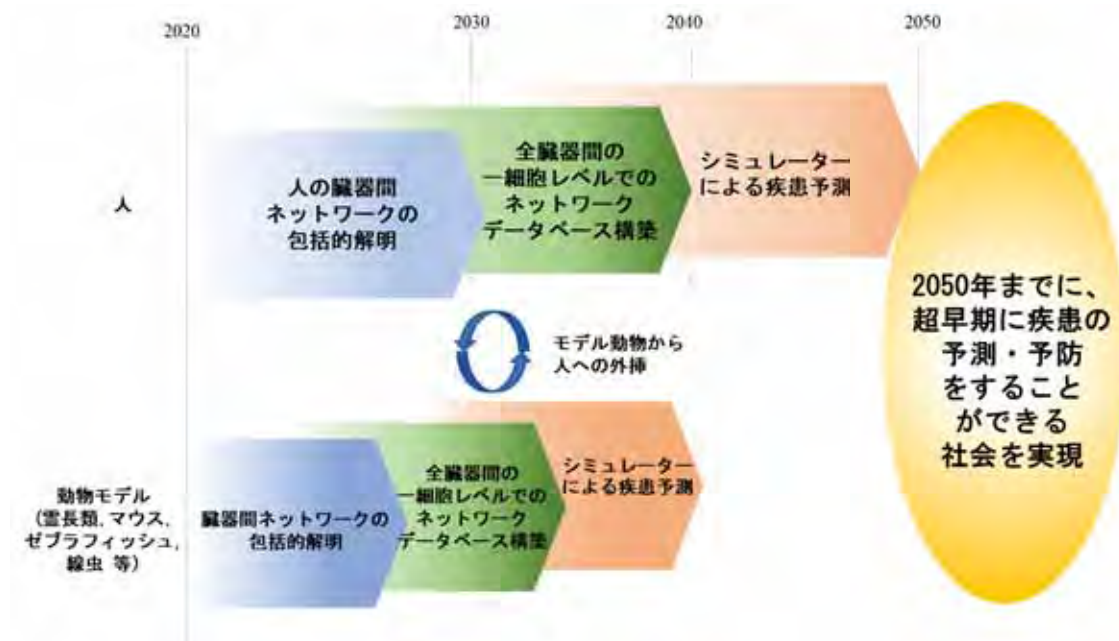 2020
2030
2040
2050
人
人の臓器間
ネットワークの
包括的解明
全臓器間の
一細胞レベルでの
ネットワーク
データベース構築
シミュレーター
による疾患予測
モデル動物から
人への外挿
動物モデル
(霊長類、マウス、
ゼブラフィッシュ、
線虫 等)
臓器間ネットワークの
包括的解明
全臓器間の
一細胞レベルでの
ネットワーク
データベース構築
シミュレーター
による疾患予測
2050年までに、
超早期に疾患の
予測・予防
をすること
ができる
社会を実現